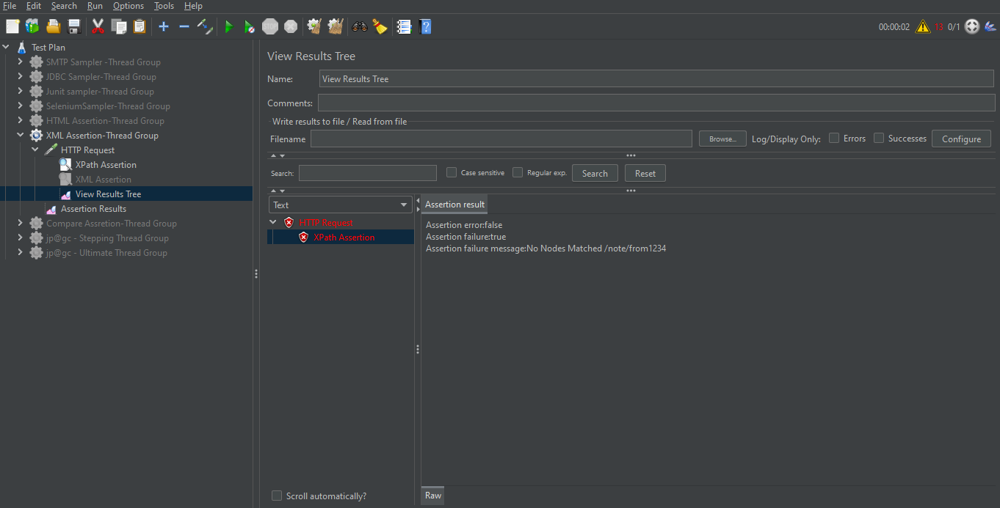 File Edit Search Run Options Tools Help
00:00:02 13 0/1
Test Plan
SMTP Sampler -Thread Group
JDBC Sampler-Thread Group
Junit sampler-Thread Group
SeleniumSampler-Thread Group
HTML Assertion-Thread Group
XML Assertion-Thread Group
HTTP Request
XPath Assertion
XML Assertion
View Results Tree
Assertion Results
Compare Assretion-Thread Group
jp@gc - Stepping Thread Group
jp@gc - Ultimate Thread Group
View Results Tree
Name: View Results Tree
Comments:
Write results to file / Read from file
Filename Browse... Log/Display Only: Errors Successes Configure
Search: Case sensitive Regular exp. Search Reset
Text
HTTP Request
XPath Assertion
Scroll automatically?
Assertion result
Assertion error:false
Assertion failure:true
Assertion failure message:No Nodes Matched /note/from1234
Raw